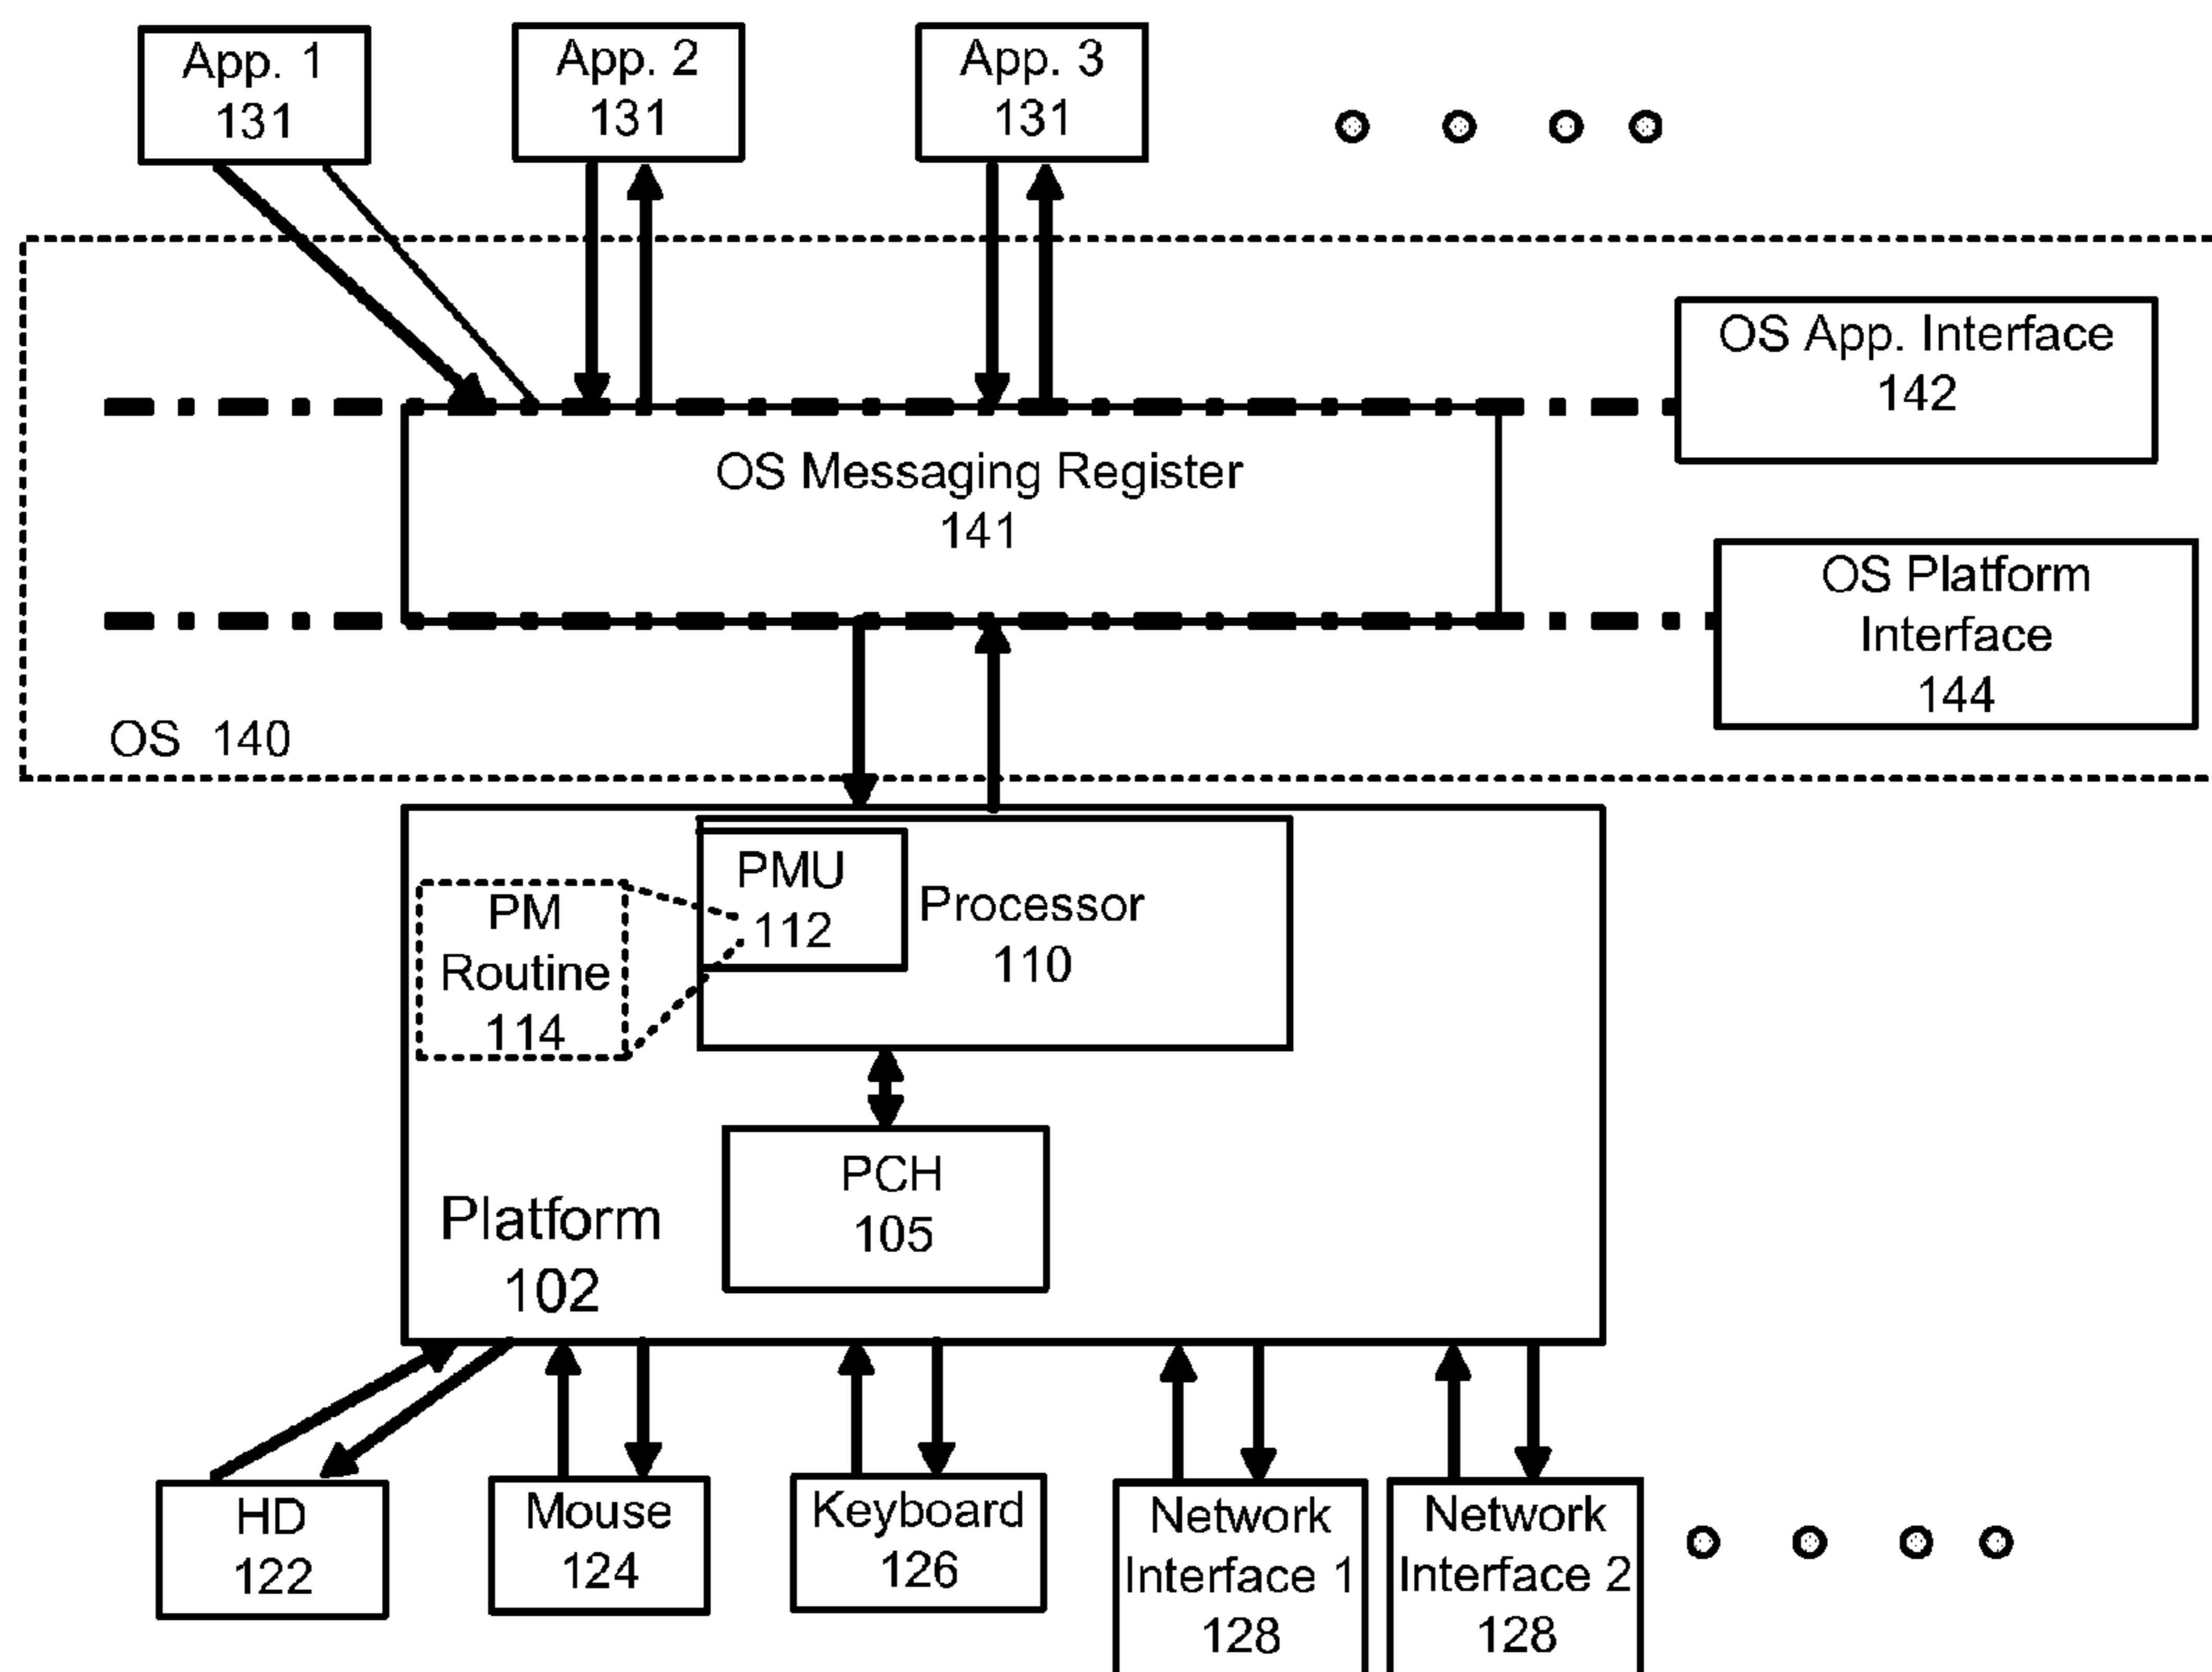 App. 1
131
App. 2
131
App. 3
131
OS App. Interface
142
OS Messaging Register
141
OS Platform
Interface
144
OS 140
PMU
112
Processor
110
PM
Routine
114
PCH
105
Platform
102
HD
122
Mouse
124
Keyboard
126
Network
Interface 1
128
Network
Interface 2
128